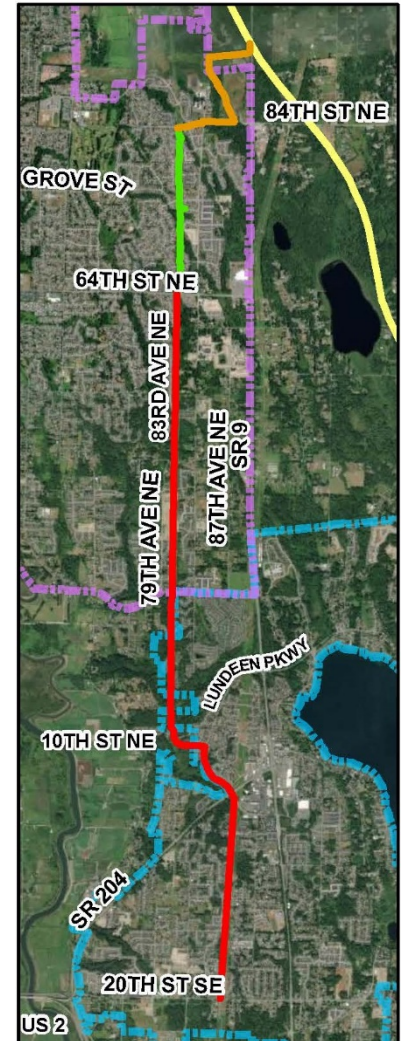 84TH ST NE
GROVE ST
64TH ST NE
83RD AVE NE
87TH AVE NE
SR 9
79TH AVE NE
LUNDEEN PKWY
10TH ST NE
SR 204
20TH ST SE
US 2